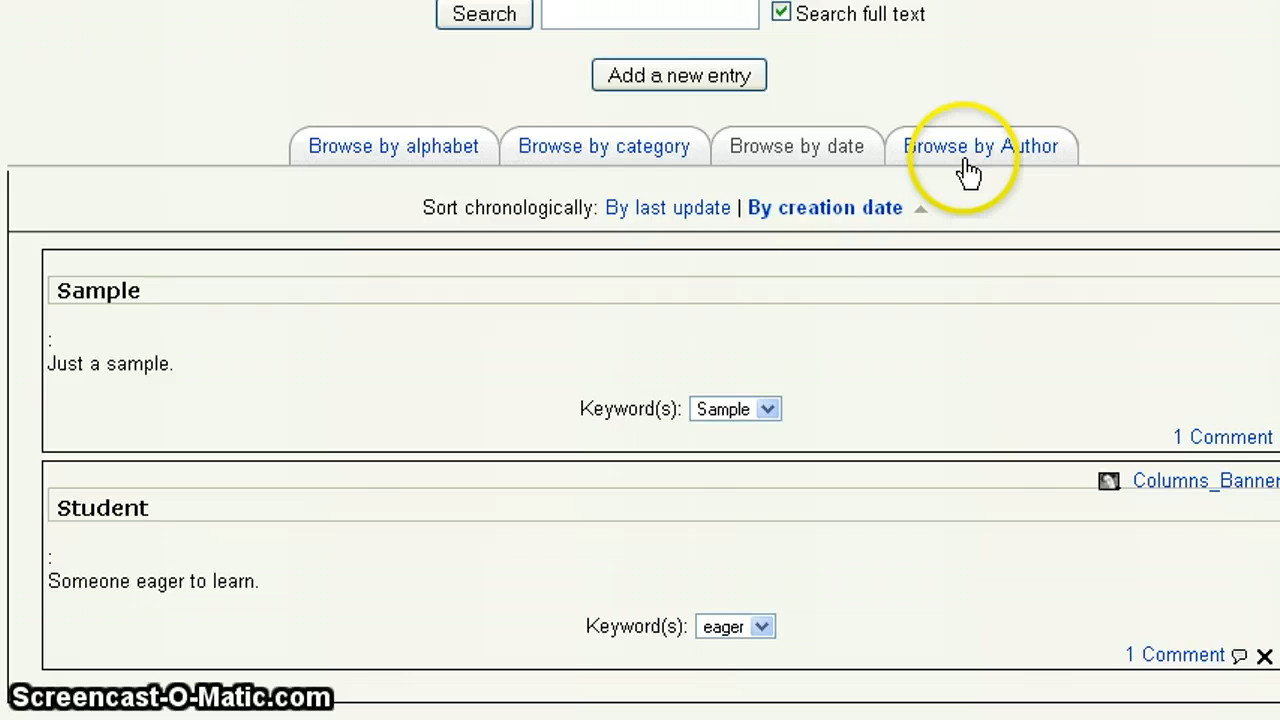 Search Search full text
Add a new entry
Browse by alphabet Browse by category Browse by date Browse by Author
Sort chronologically: By last update | By creation date
Sample
:
Just a sample.
Keyword(s): Sample
1 Comment
Columns_Banner
Student
:
Someone eager to learn.
Keyword(s): eager
1 Comment
Screencast-O-Matic.com